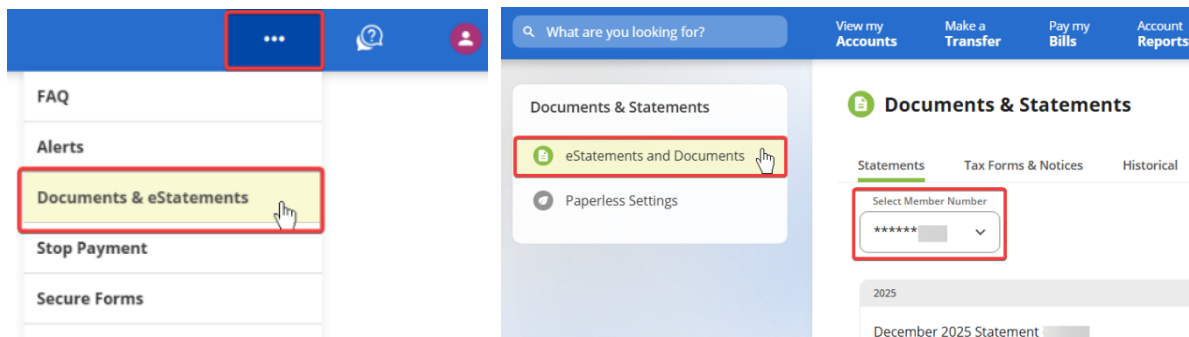 •••
FAQ
Alerts
Documents & eStatements
Stop Payment
Secure Forms
What are you looking for?
View my
Accounts
Make a
Transfer
Pay my
Bills
Account
Reports
Documents & Statements
eStatements and Documents
Paperless Settings
Documents & Statements
Statements
Tax Forms & Notices
Historical
Select Member Number
******
2025
December 2025 Statement